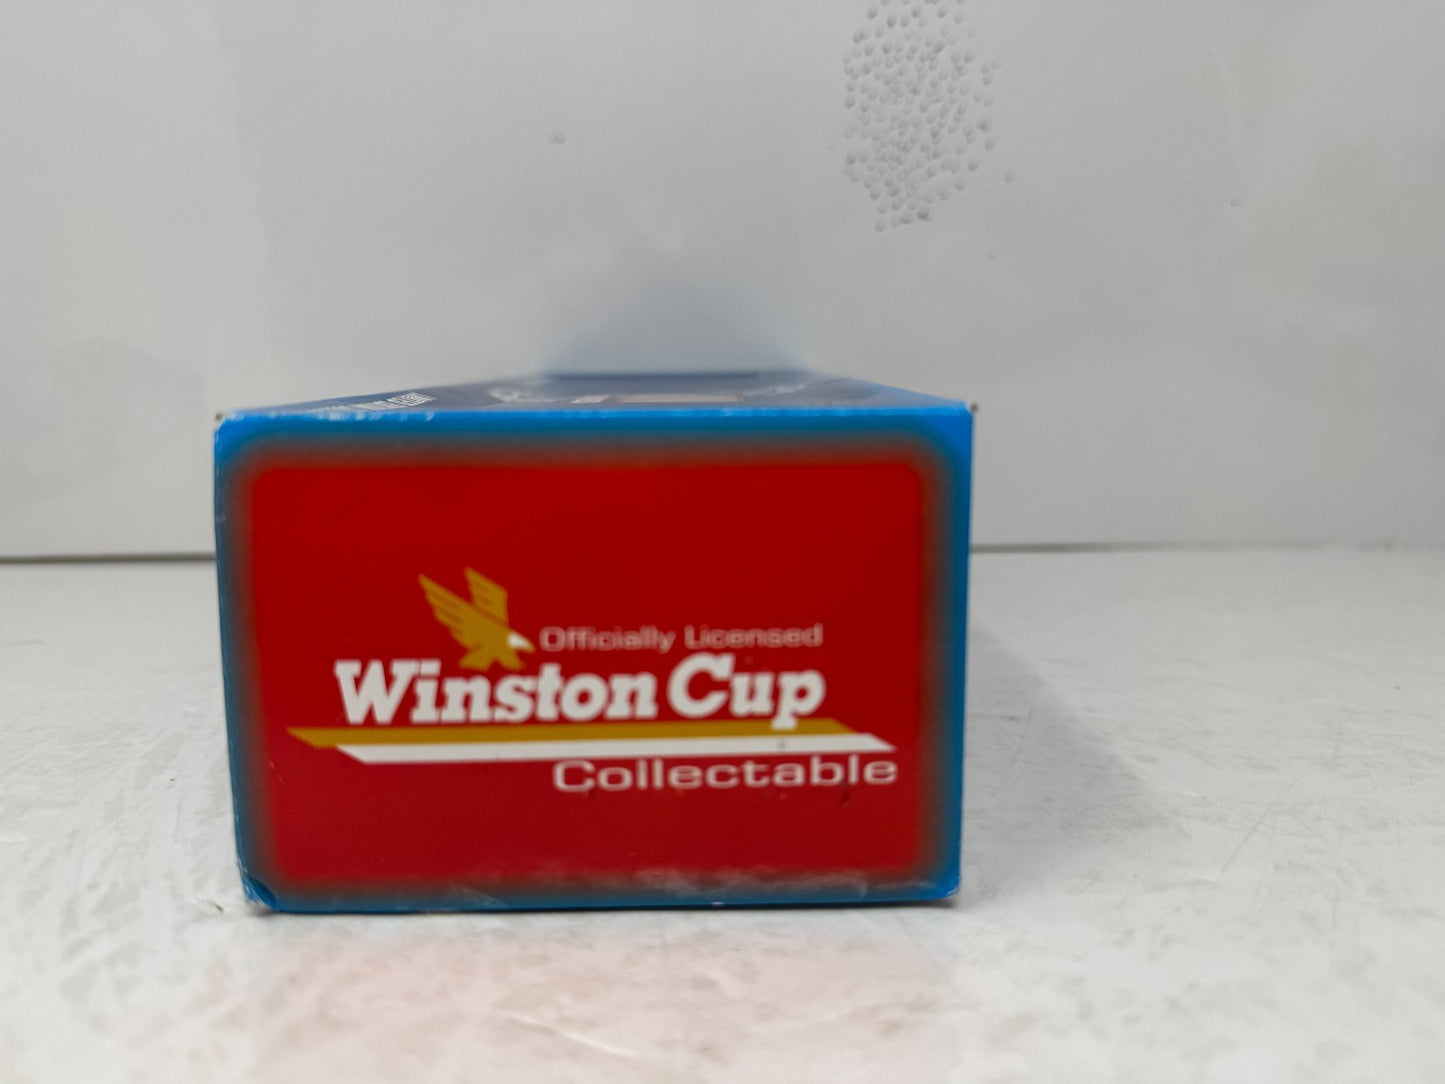 Officially Licensed
Winston Cup
Collectable